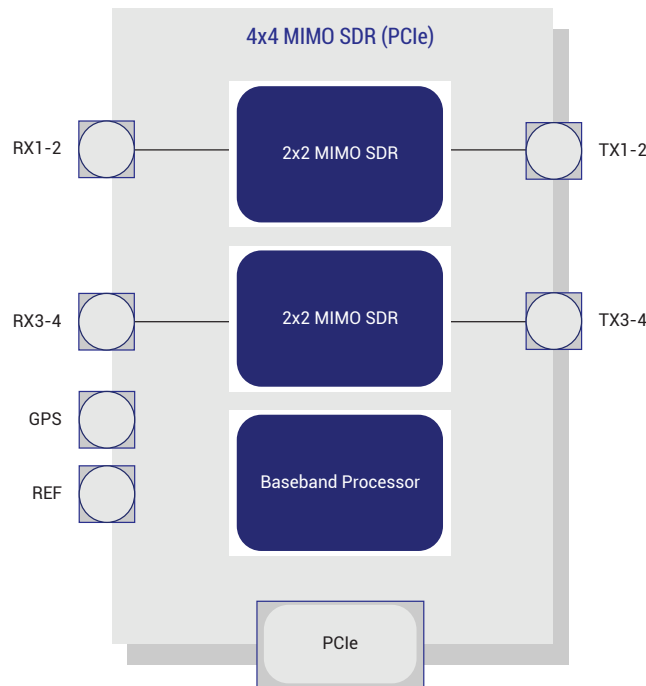 4x4 MIMO SDR (PCIe)
RX1-2
2x2 MIMO SDR
TX1-2
RX3-4
2x2 MIMO SDR
TX3-4
GPS
REF
Baseband Processor
PCIe